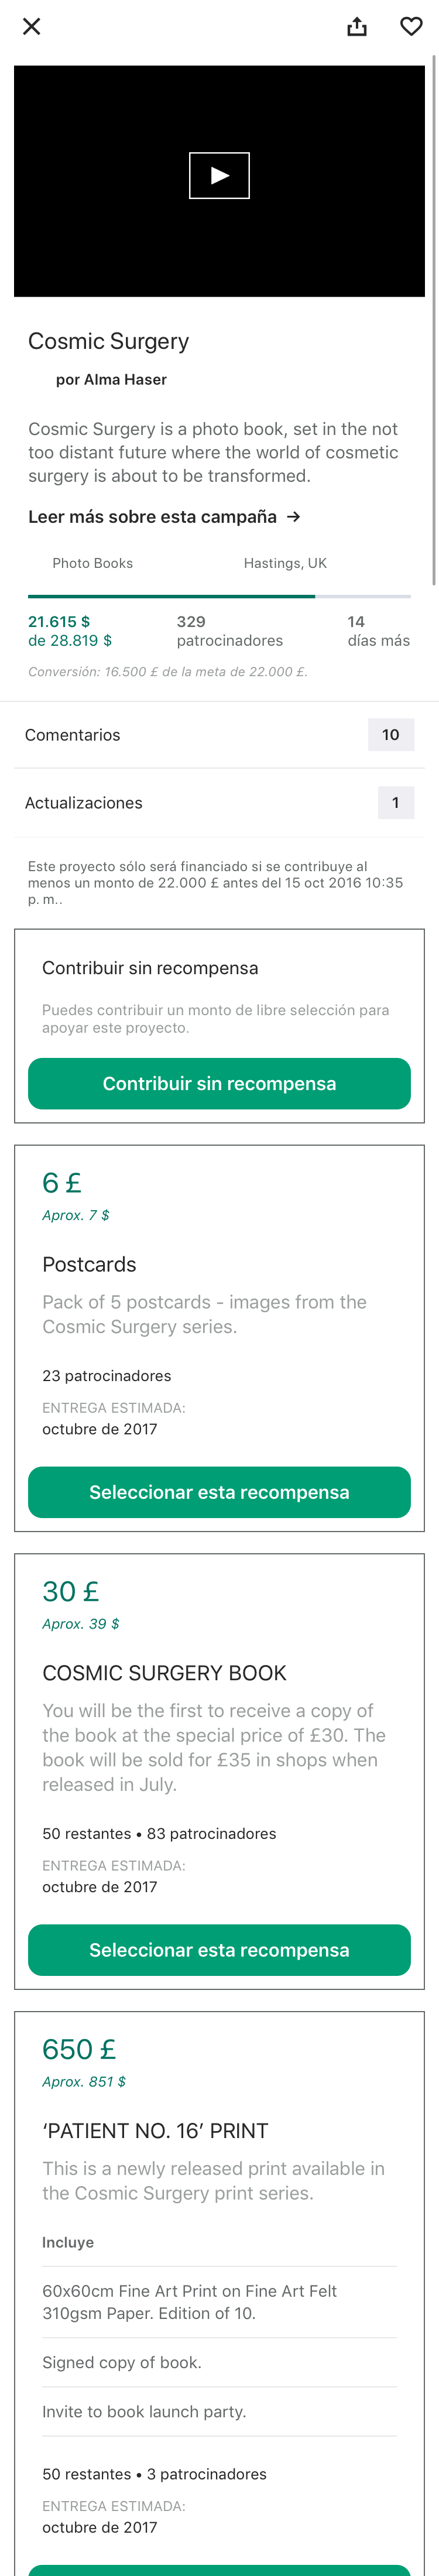 Cosmic Surgery
por Alma Haser
Cosmic Surgery is a photo book, set in the not
too distant future where the world of cosmetic
surgery is about to be transformed.
Leer más sobre esta campaña →
Photo Books
Hastings, UK
21.615 $
de 28.819 $
329
patrocinadores
14
días más
Conversión: 16.500 £ de la meta de 22.000 £.
Comentarios
10
Actualizaciones
1
Este proyecto sólo será financiado si se contribuye al
menos un monto de 22.000 £ antes del 15 oct 2016 10:35
p. m..
Contribuir sin recompensa
Puedes contribuir un monto de libre selección para
apoyar este proyecto.
Contribuir sin recompensa
6 £
Aprox. 7 $
Postcards
Pack of 5 postcards - images from the
Cosmic Surgery series.
23 patrocinadores
ENTREGA ESTIMADA:
octubre de 2017
Seleccionar esta recompensa
30 £
Aprox. 39 $
COSMIC SURGERY BOOK
You will be the first to receive a copy of
the book at the special price of £30. The
book will be sold for £35 in shops when
released in July.
50 restantes • 83 patrocinadores
ENTREGA ESTIMADA:
octubre de 2017
Seleccionar esta recompensa
650 £
Aprox. 851 $
‘PATIENT NO. 16’ PRINT
This is a newly released print available in
the Cosmic Surgery print series.
Incluye
60x60cm Fine Art Print on Fine Art Felt
310gsm Paper. Edition of 10.
Signed copy of book.
Invite to book launch party.
50 restantes • 3 patrocinadores
ENTREGA ESTIMADA:
octubre de 2017